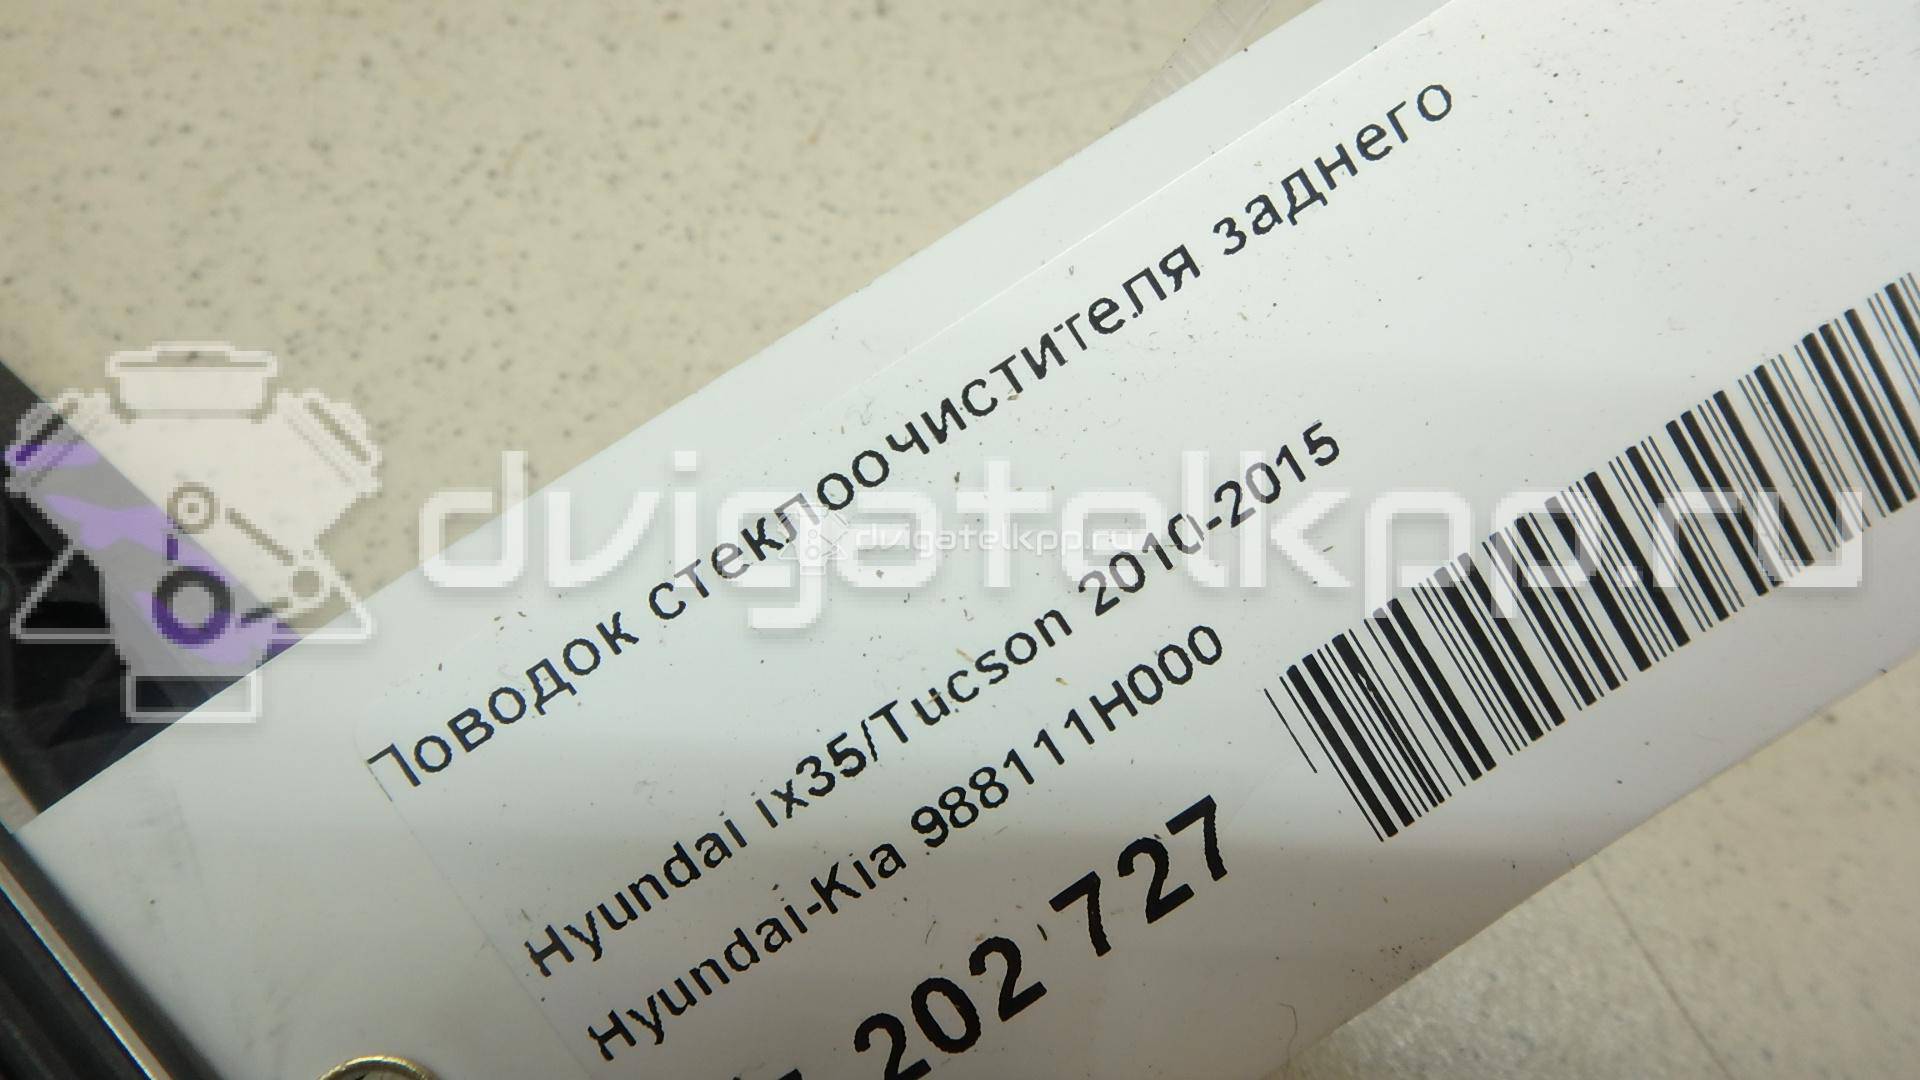 Поводок стеклоочистителя заднего
Hyundai ix35/Tucson 2010-2015
Hyundai-Kia 988111H000
202 727
dvigatelkpp.ru
dvigatelkpp.ru